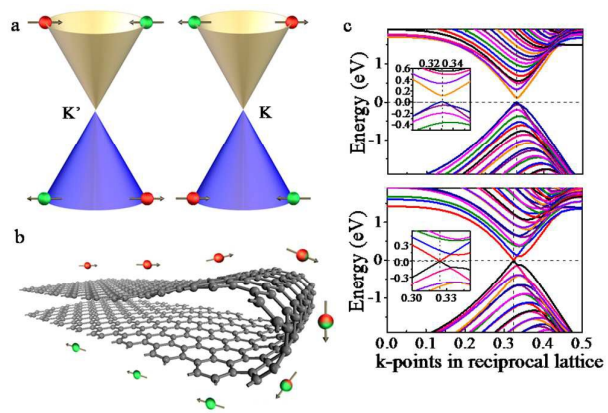 a
K'
K
b
c
Energy (eV)
1
0
-1
0.32 0.34
0.6
0.4
0.2
0.0
-0.2
-0.4
Energy (eV)
1
0
-1
0.3
0.0
-0.3
0.30 0.33
0.0 0.1 0.2 0.3 0.4 0.5
k-points in reciprocal lattice